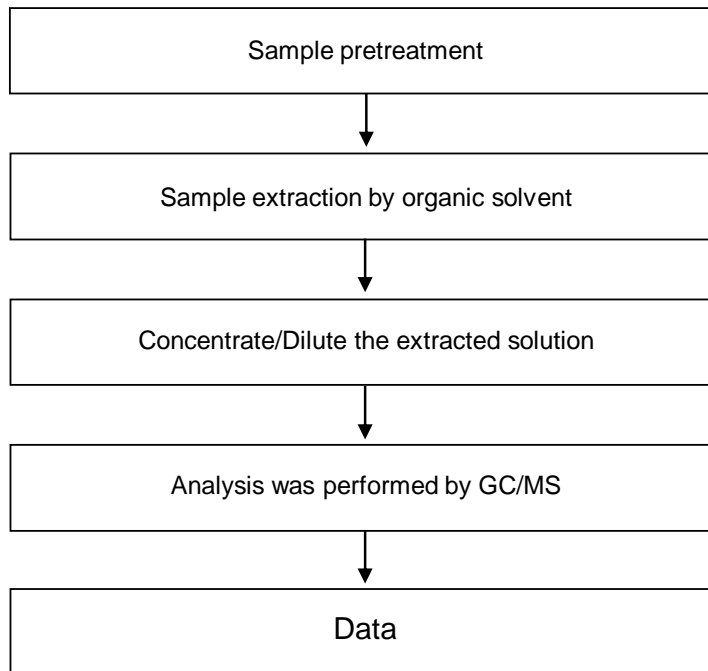 Sample pretreatment
Sample extraction by organic solvent
Concentrate/Dilute the extracted solution
Analysis was performed by GC/MS
Data